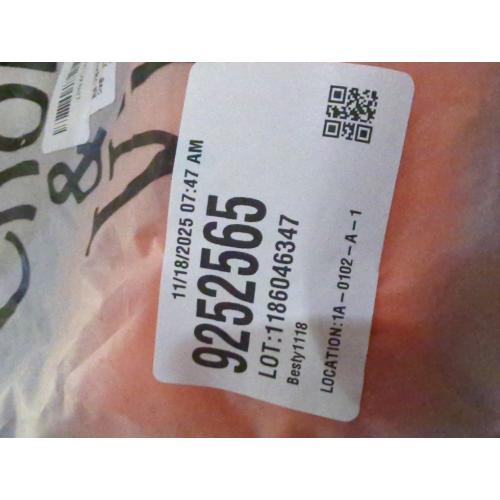 11/18/2025 07:47 AM
9252565
LOT:1186046347
Besty1118
LOCATION:1A-0102-A-1
&